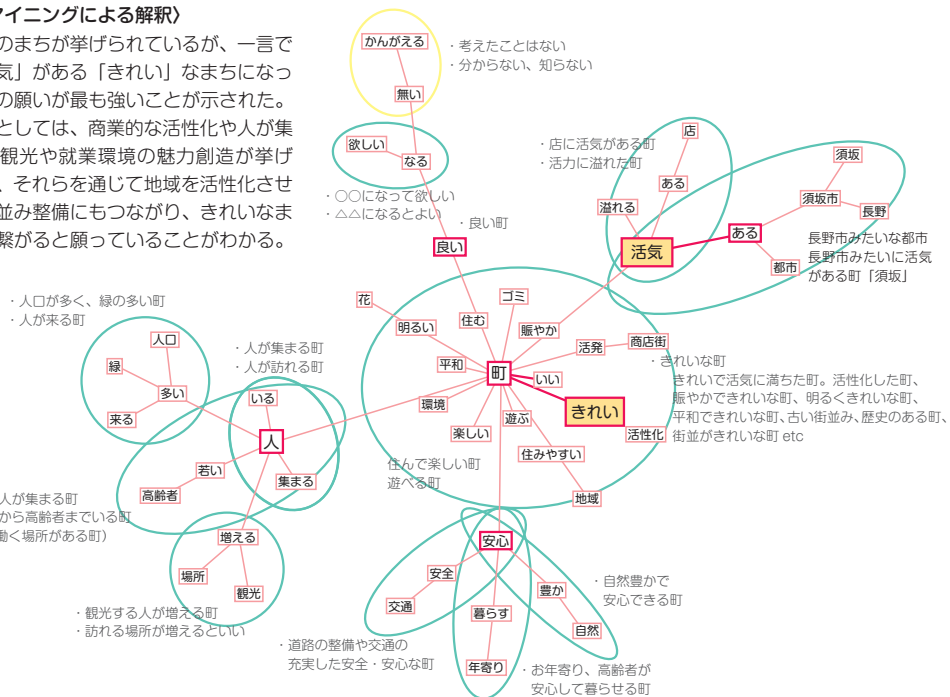 マイニングによる解釈〉
のまちが挙げられているが、一言で
気」がある「きれい」なまちになっ
の願いが最も強いことが示された。
としては、商業的な活性化や人が集
観光や就業環境の魅力創造が挙げ
、それらを通じて地域を活性化させ
並み整備にもつながり、きれいなま
繋がると願っていることがわかる。
かんがえる
・考えたことはない
・分からない、知らない
無い
欲しい
なる
・○○になって欲しい
・△△になるとよい
・良い町
良い
・店に活気がある町
・活力に溢れた町
店
ある
溢れる
活気
ある
須坂
須坂市
長野
都市
長野市みたいな都市
長野市みたいに活気
がある町「須坂」
・人口が多く、緑の多い町
・人が来る町
人口
緑
多い
来る
・人が集まる町
・人が訪れる町
いる
人
集まる
若い
高齢者
人が集まる町
から高齢者までいる町
働く場所がある町）
増える
場所
観光
・観光する人が増える町
・訪れる場所が増えるといい
花
明るい
ゴミ
住む
賑やか
平和
町
いい
活発
商店街
環境
楽しい
遊ぶ
きれい
活性化
住みやすい
地域
住んで楽しい町
遊べる町
・きれいな町
きれいで活気に満ちた町。活性化した町、
賑やかできれいな町、明るくきれいな町、
平和できれいな町、古い街並み、歴史のある町、
街並がきれいな町 etc
安心
安全
交通
暮らす
年寄り
豊か
自然
・自然豊かで
安心できる町
・道路の整備や交通の
充実した安全・安心な町
・お年寄り、高齢者が
安心して暮らせる町